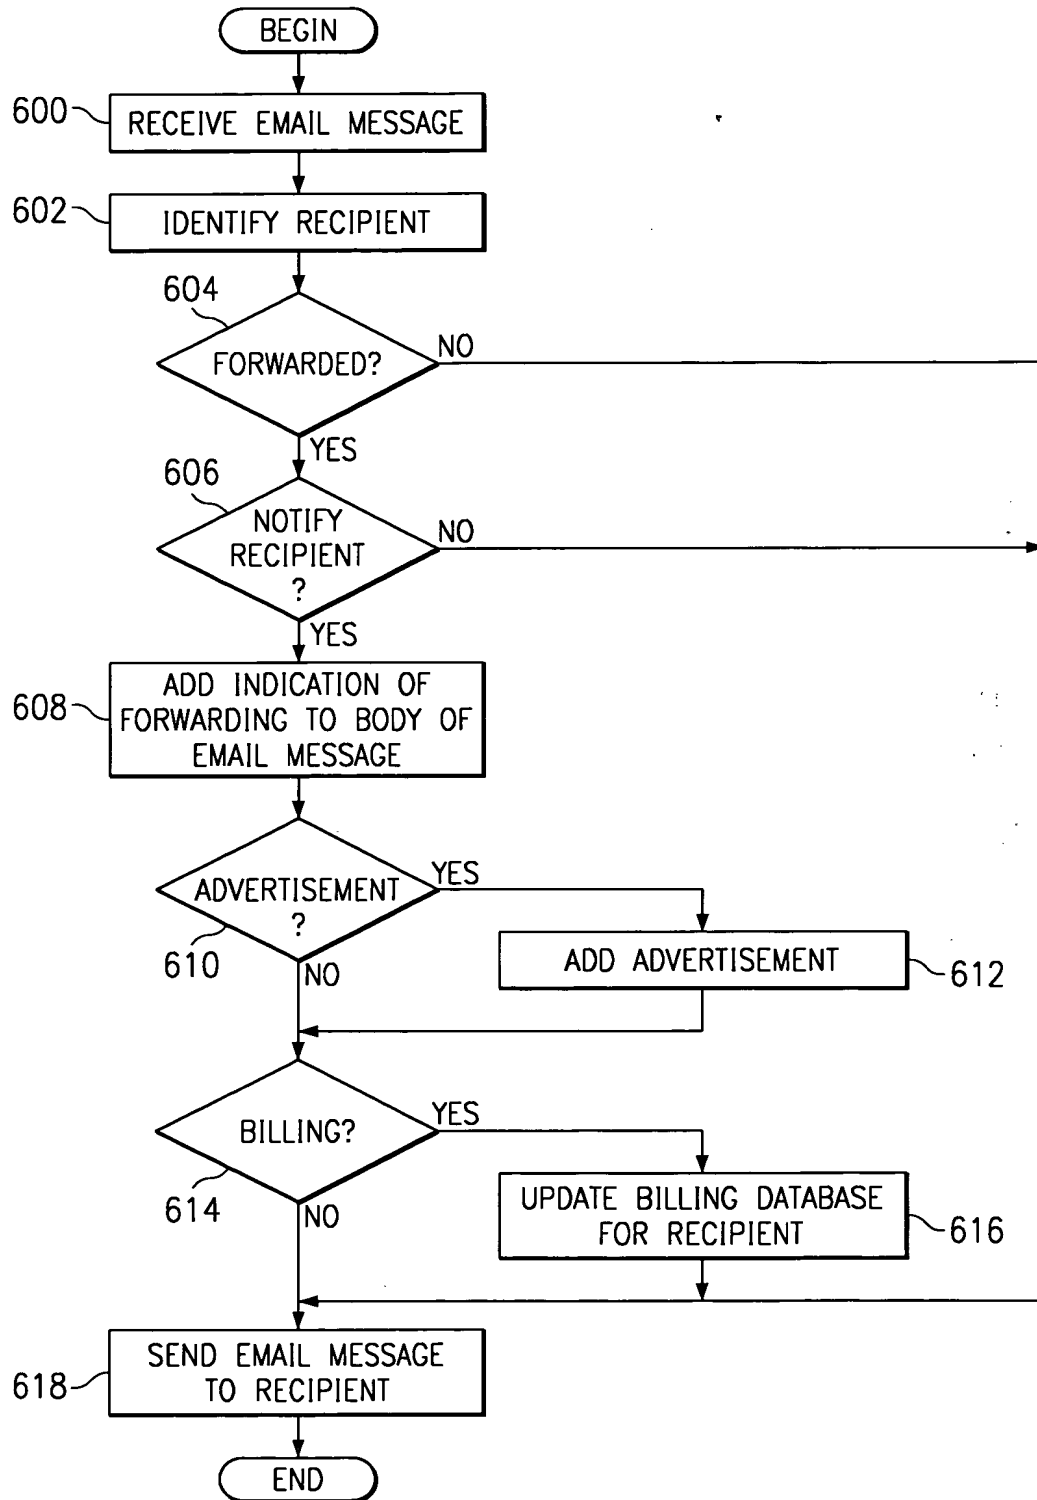 BEGIN
600
RECEIVE EMAIL MESSAGE
602
IDENTIFY RECIPIENT
604
FORWARDED?
NO
YES
606
NOTIFY
RECIPIENT
?
NO
YES
608
ADD INDICATION OF
FORWARDING TO BODY OF
EMAIL MESSAGE
ADVERTISEMENT
?
YES
610
NO
ADD ADVERTISEMENT
612
BILLING?
YES
614
NO
UPDATE BILLING DATABASE
FOR RECIPIENT
616
618
SEND EMAIL MESSAGE
TO RECIPIENT
END